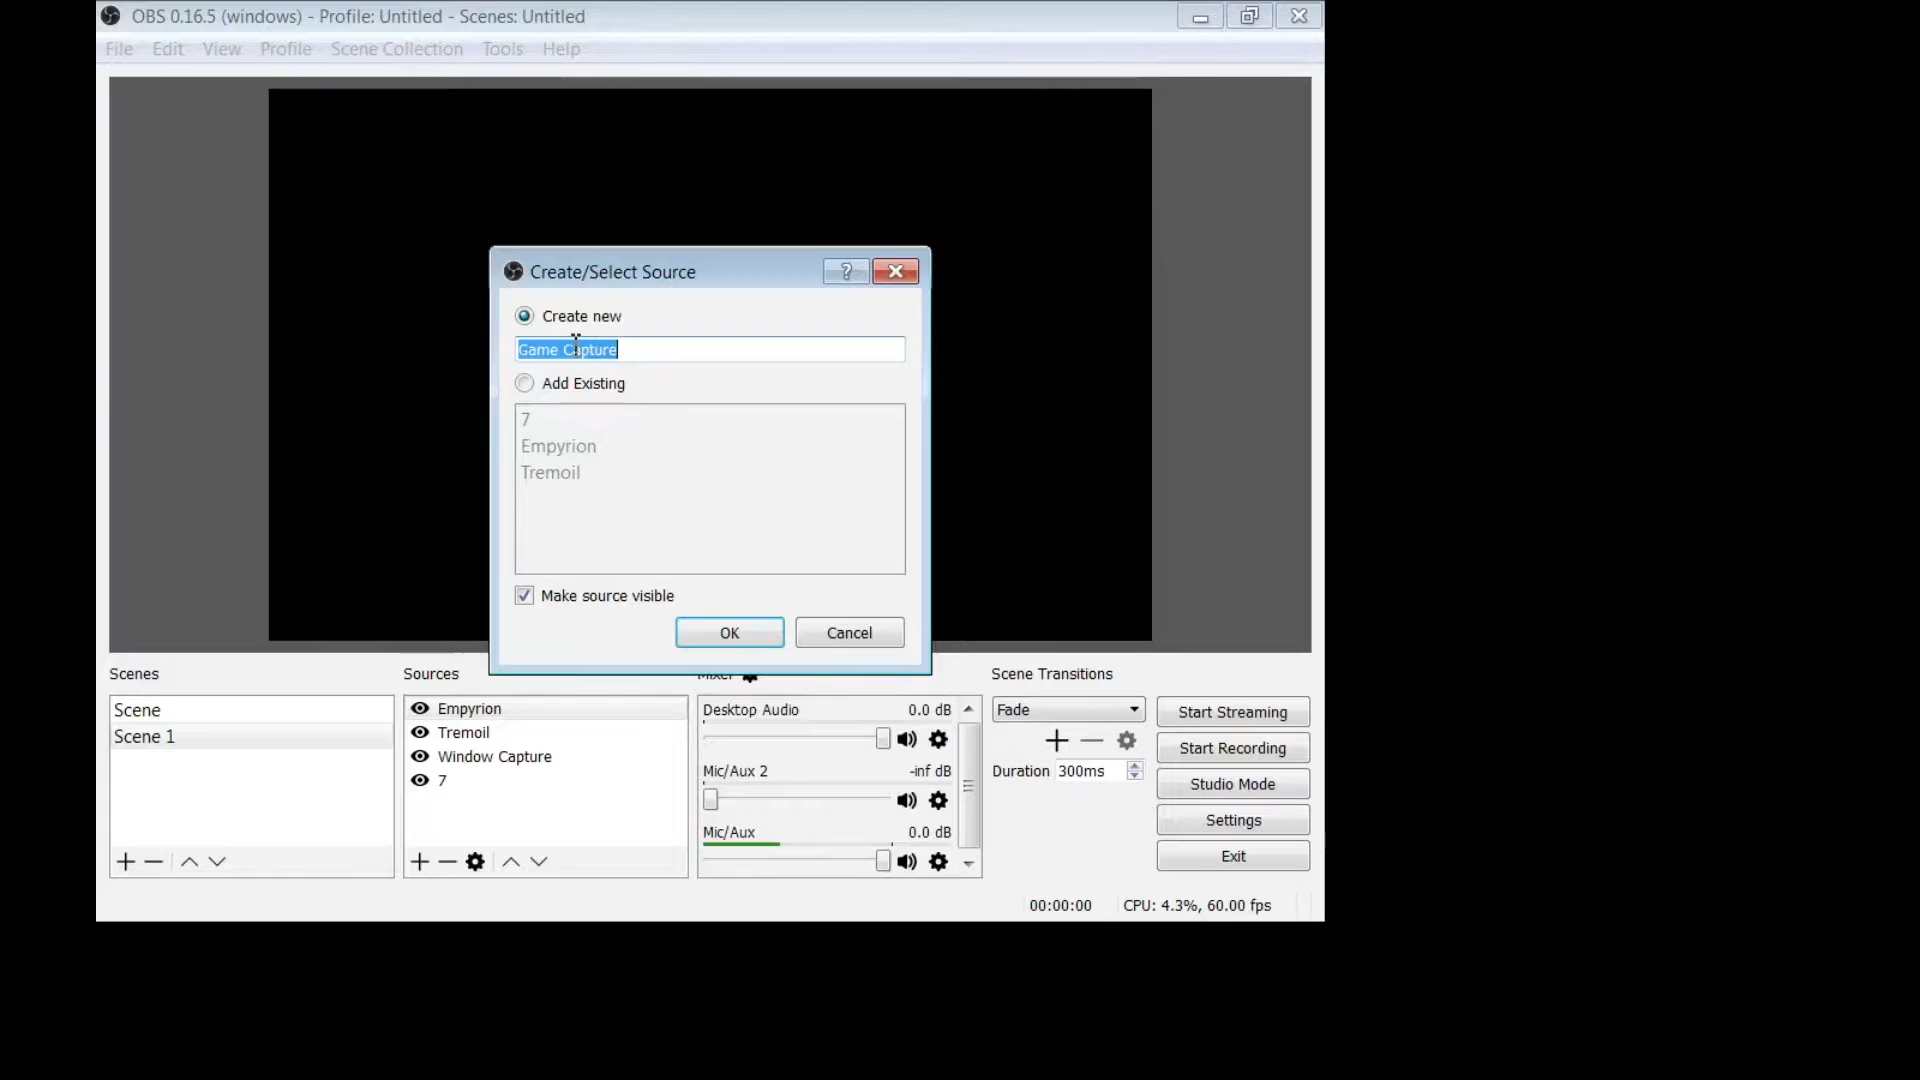 OBS 0.16.5 (windows) - Profile: Untitled - Scenes: Untitled
File Edit View Profile Scene Collection Tools Help
Create/Select Source
?
Create new
Game Capture
Add Existing
7
Empyrion
Tremoil
Make source visible
OK Cancel
Scenes
Scene
Scene 1
Sources
Empyrion
Tremoil
Window Capture
7
Mixer
Desktop Audio 0.0 dB
Mic/Aux 2 -inf dB
Mic/Aux 0.0 dB
Scene Transitions
Fade
Duration 300ms
Start Streaming
Start Recording
Studio Mode
Settings
Exit
00:00:00 CPU: 4.3%, 60.00 fps